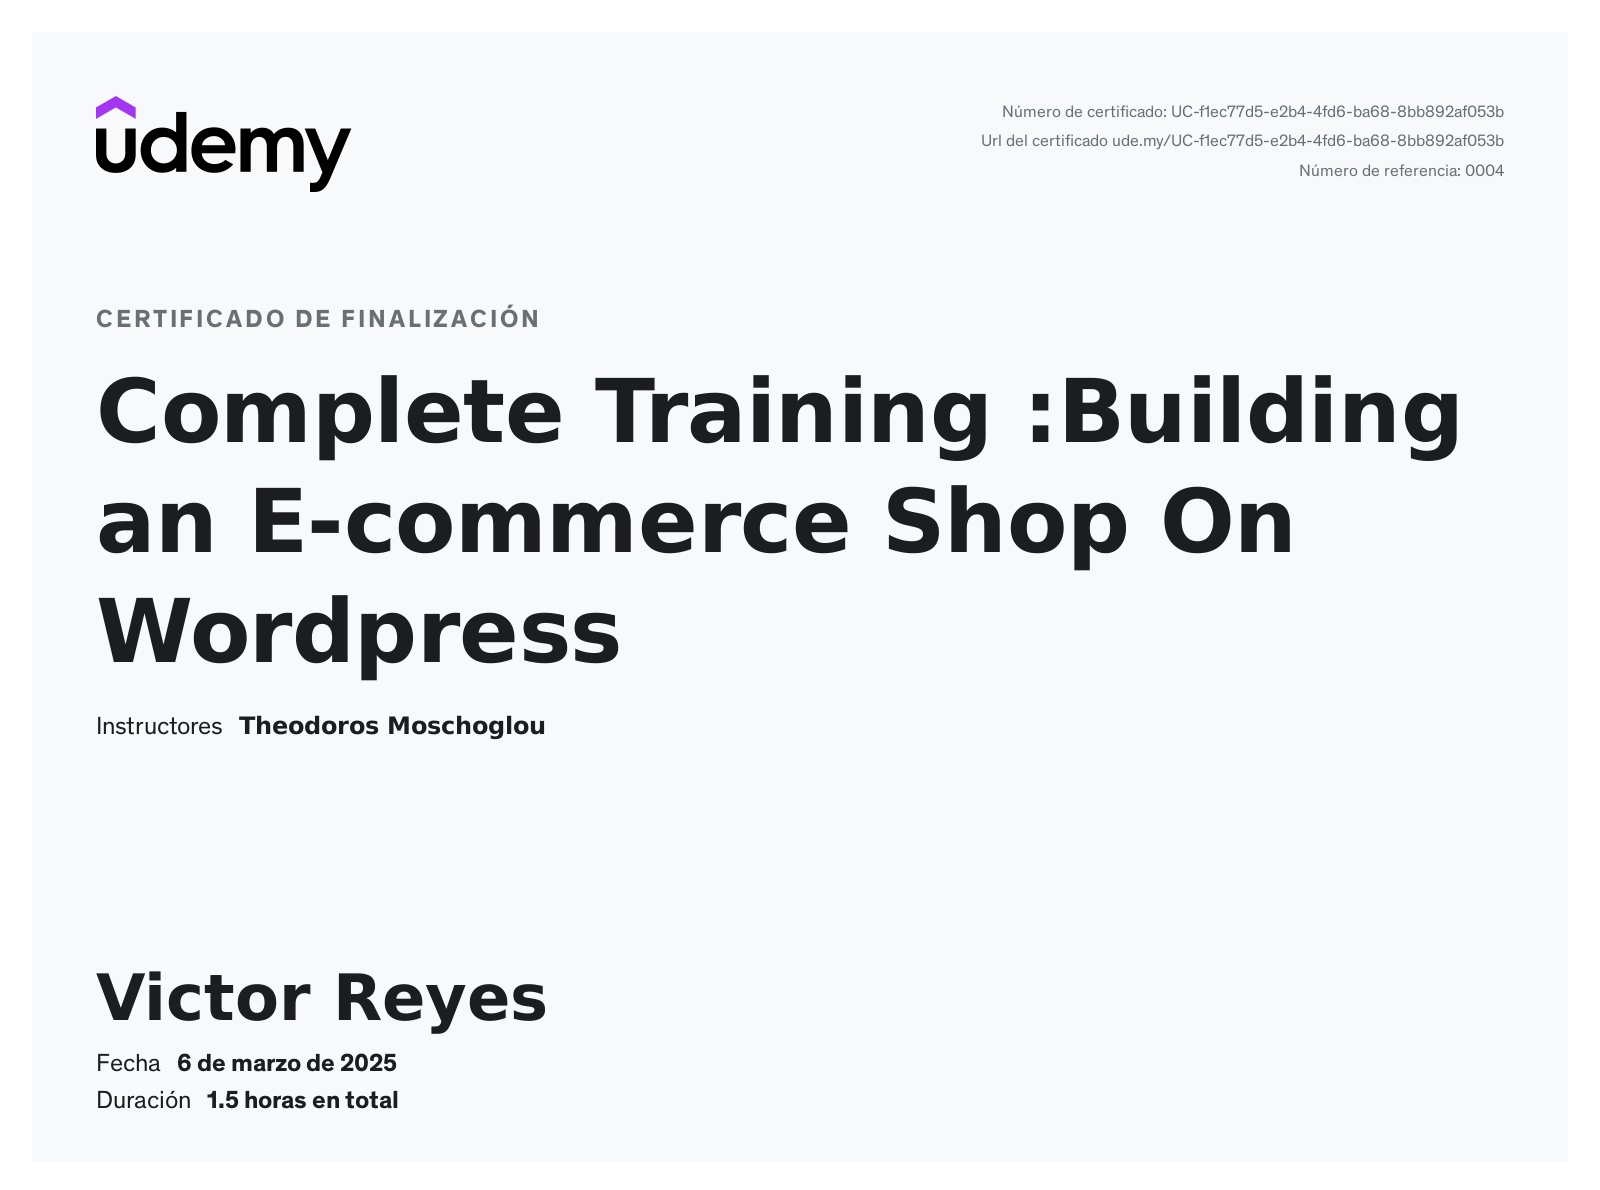 udemy
Número de certificado: UC-f1ec77d5-e2b4-4fd6-ba68-8bb892af053b
Url del certificado ude.my/UC-f1ec77d5-e2b4-4fd6-ba68-8bb892af053b
Número de referencia: 0004
CERTIFICADO DE FINALIZACIÓN
Complete Training :Building
an E-commerce Shop On
Wordpress
Instructores Theodoros Moschoglou
Victor Reyes
Fecha 6 de marzo de 2025
Duración 1.5 horas en total